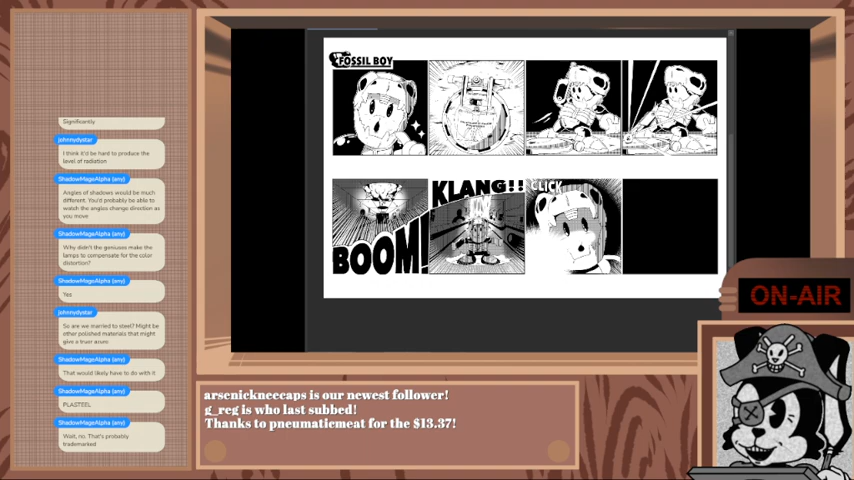 Significantly
johnnydystar
I think it'd be hard to produce the
level of radiation
ShadowMageAlpha (any)
Angles of shadows would be much
different. You'd probably be able to
watch the angles change direction as
you move
ShadowMageAlpha (any)
Why didn't the geniuses make the
lamps to compensate for the color
distortion?
ShadowMageAlpha (any)
Yes
johnnydystar
So are we married to steel? Might be
other polished materials that might
give a truer azure
ShadowMageAlpha (any)
That would likely have to do with it
ShadowMageAlpha (any)
PLASTEEL
ShadowMageAlpha (any)
Wait, no. That's probably
trademarked
FOSSIL BOY
BOOM!
KLANG!!
CLICK
ON-AIR
arsenickneecaps is our newest follower!
g_reg is who last subbed!
Thanks to pneumatiemeat for the $13.37!